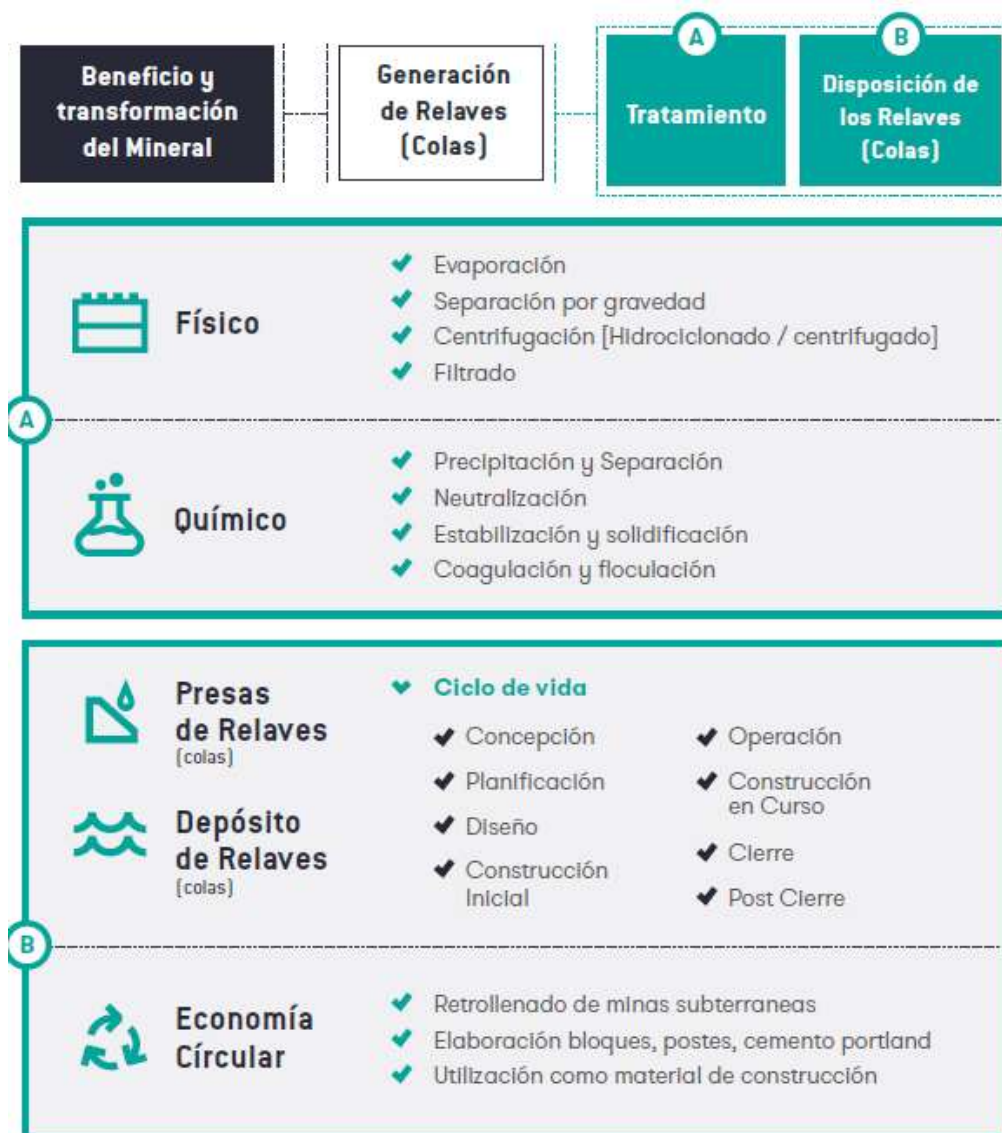 A
B
Beneficio y
transformación
del Mineral
Generación
de Relaves
(Colas)
Tratamiento
Disposición de
los Relaves
(Colas)
Físico
Evaporación
Separación por gravedad
Centrifugación [Hidrociclonado / centrifugado]
Filtrado
A
Químico
Precipitación y Separación
Neutralización
Estabilización y solidificación
Coagulación y floculación
Presas
de Relaves
(colas)
Depósito
de Relaves
(colas)
Ciclo de vida
Concepción
Planificación
Diseño
Construcción
Inicial
Operación
Construcción
en Curso
Cierre
Post Cierre
B
Economía
Círcular
Retrollenado de minas subterraneas
Elaboración bloques, postes, cemento portland
Utilización como material de construcción